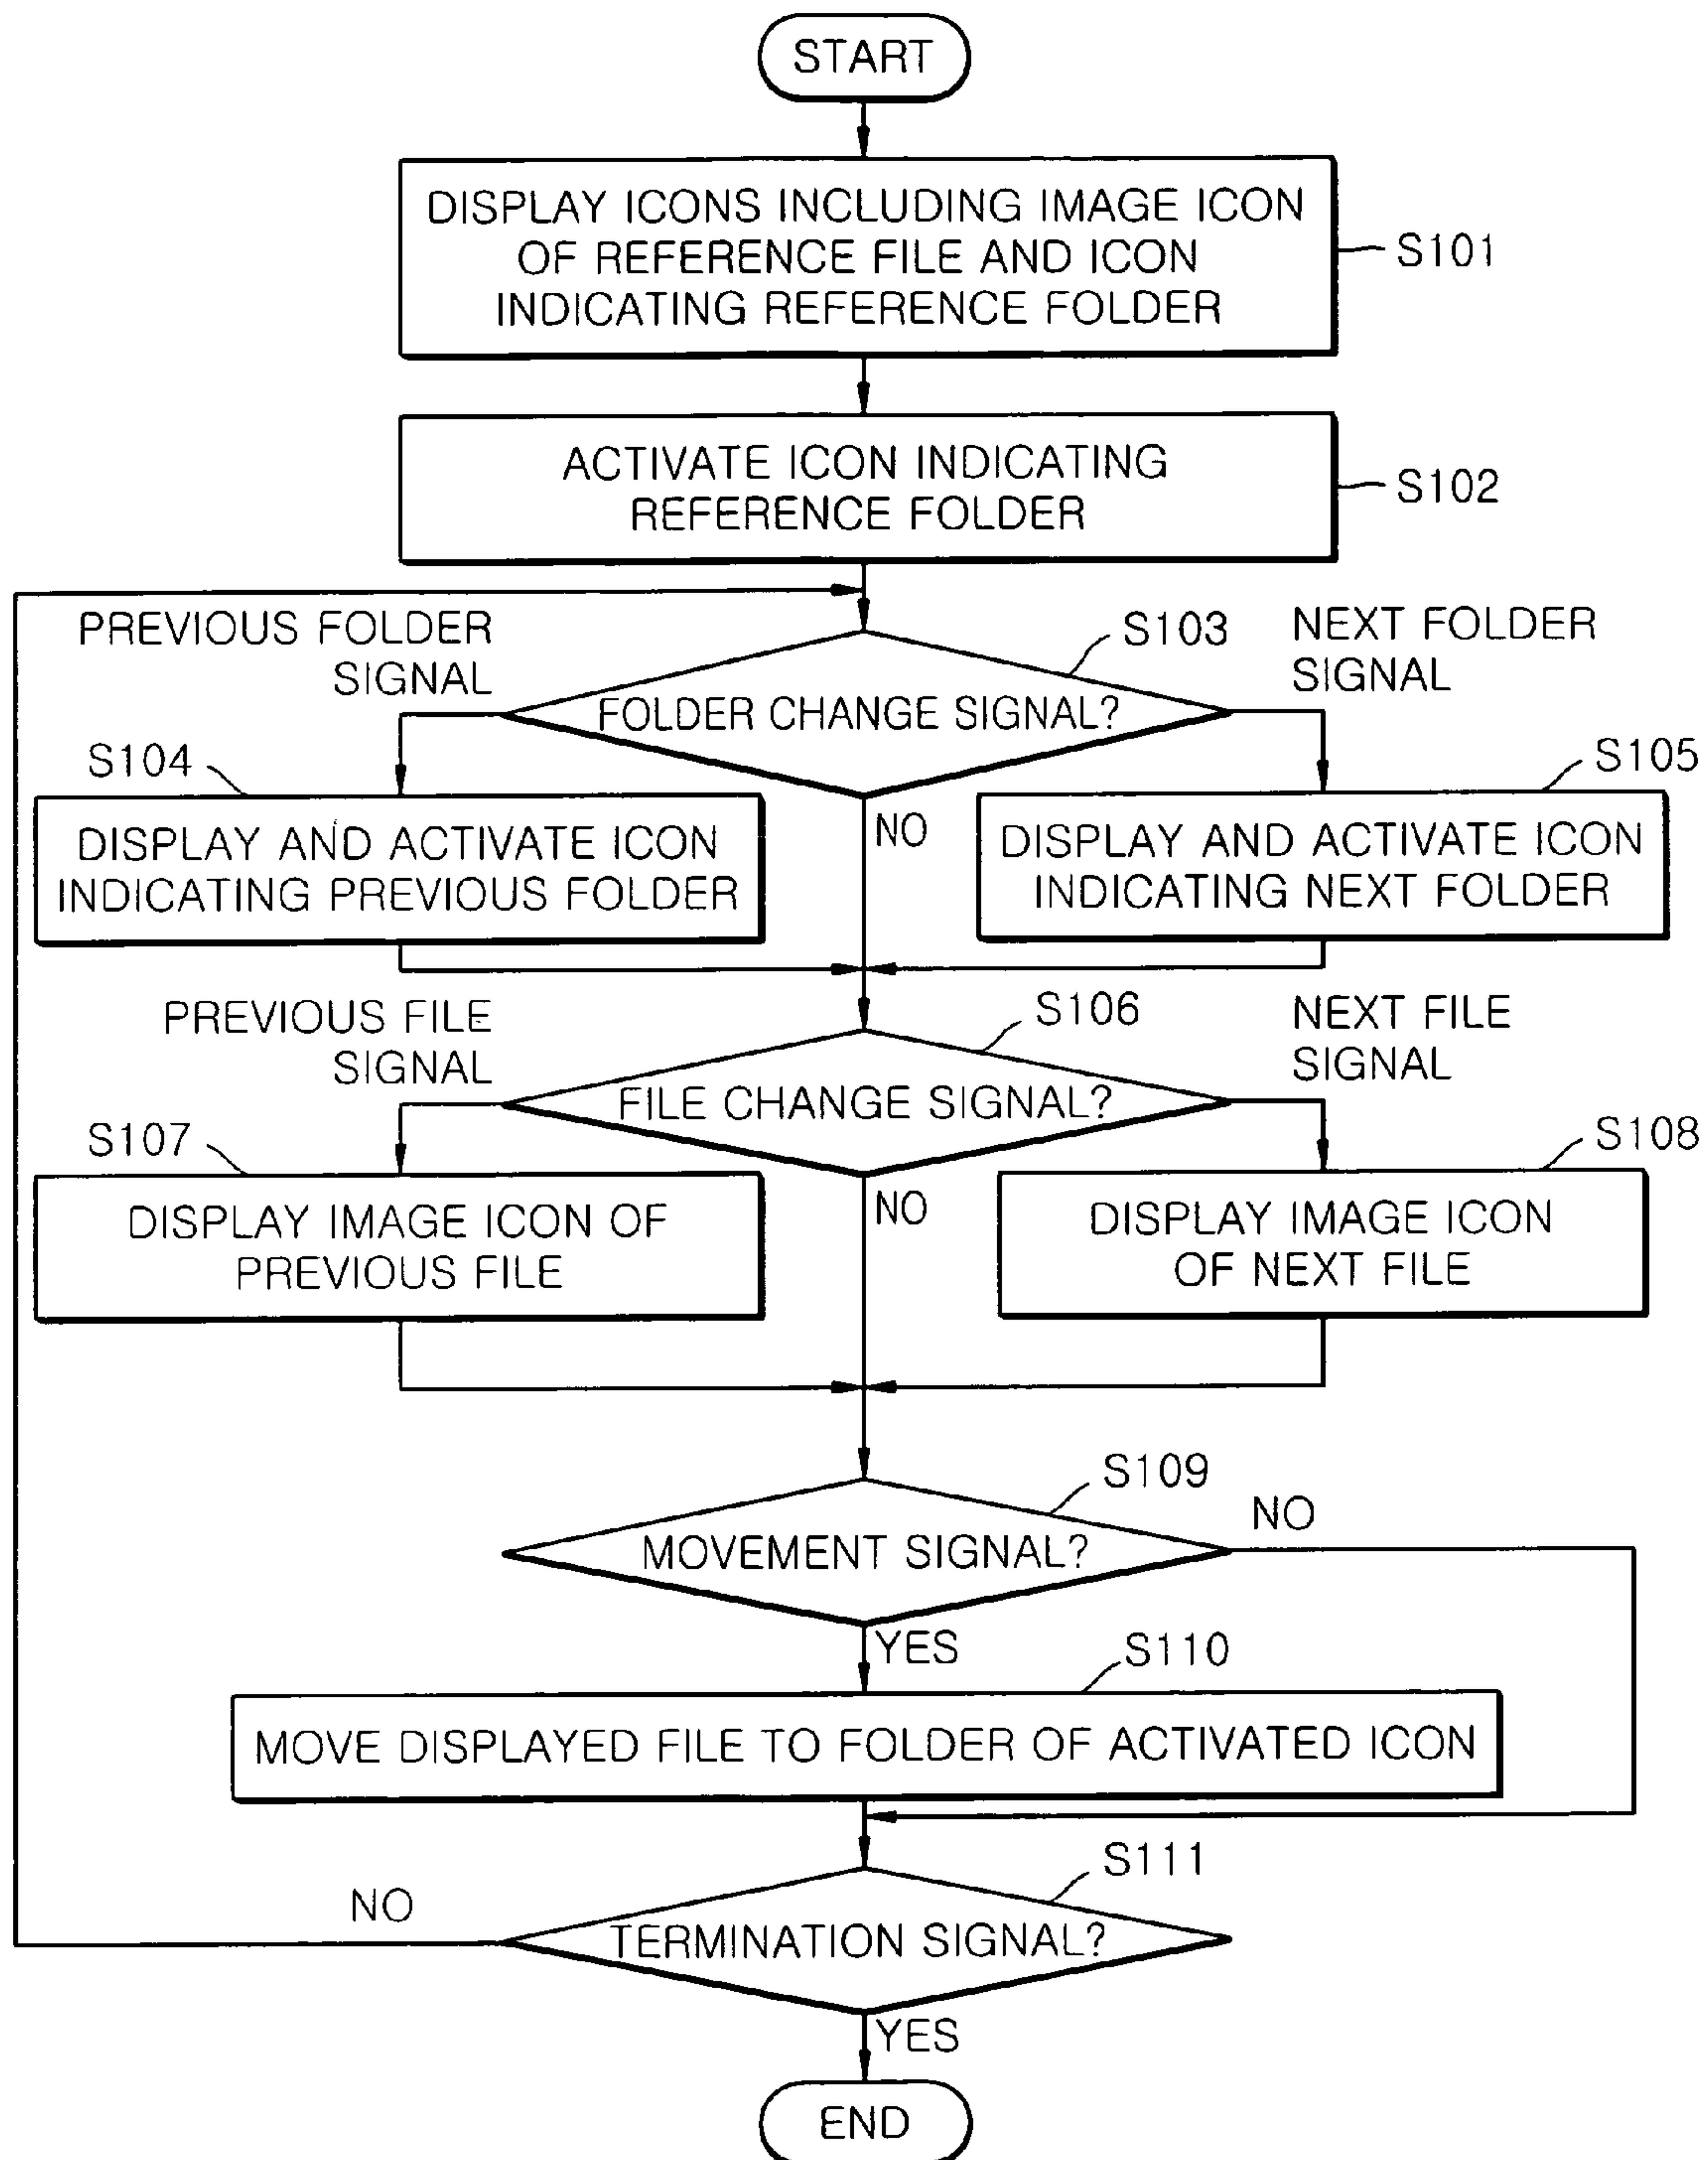 START
DISPLAY ICONS INCLUDING IMAGE ICON
OF REFERENCE FILE AND ICON
INDICATING REFERENCE FOLDER
S101
ACTIVATE ICON INDICATING
REFERENCE FOLDER
S102
PREVIOUS FOLDER
SIGNAL
S103
NEXT FOLDER
SIGNAL
FOLDER CHANGE SIGNAL?
S104
S105
DISPLAY AND ACTIVATE ICON
INDICATING PREVIOUS FOLDER
NO
DISPLAY AND ACTIVATE ICON
INDICATING NEXT FOLDER
PREVIOUS FILE
SIGNAL
S106
NEXT FILE
SIGNAL
FILE CHANGE SIGNAL?
S107
S108
DISPLAY IMAGE ICON OF
PREVIOUS FILE
NO
DISPLAY IMAGE ICON
OF NEXT FILE
S109
NO
MOVEMENT SIGNAL?
YES
S110
MOVE DISPLAYED FILE TO FOLDER OF ACTIVATED ICON
S111
NO
TERMINATION SIGNAL?
YES
END